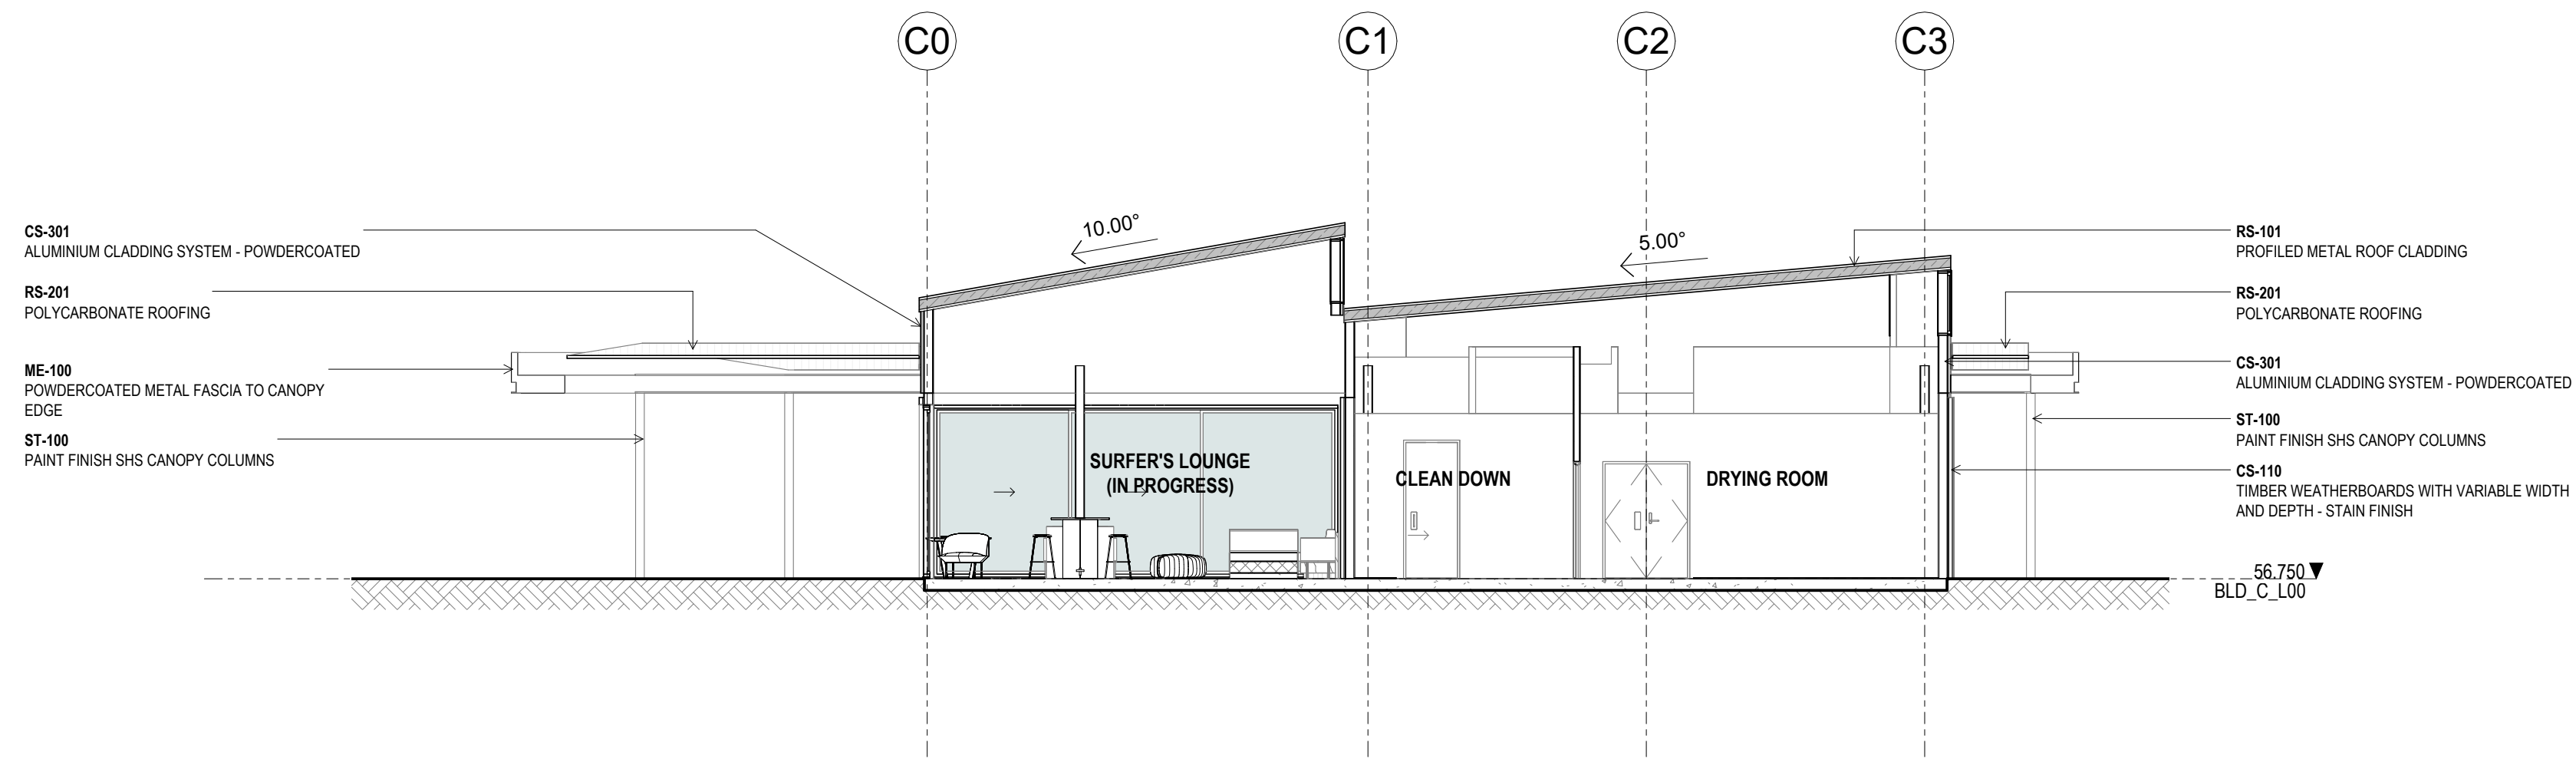 C0
C1
C2
C3
10.00°
5.00°
CS-301
ALUMINIUM CLADDING SYSTEM - POWDERCOATED
RS-201
POLYCARBONATE ROOFING
ME-100
POWDERCOATED METAL FASCIA TO CANOPY
EDGE
ST-100
PAINT FINISH SHS CANOPY COLUMNS
SURFER'S LOUNGE
(IN PROGRESS)
CLEAN DOWN
DRYING ROOM
RS-101
PROFILED METAL ROOF CLADDING
RS-201
POLYCARBONATE ROOFING
CS-301
ALUMINIUM CLADDING SYSTEM - POWDERCOATED
ST-100
PAINT FINISH SHS CANOPY COLUMNS
CS-110
TIMBER WEATHERBOARDS WITH VARIABLE WIDTH
AND DEPTH - STAIN FINISH
56.750
BLD_C_L00